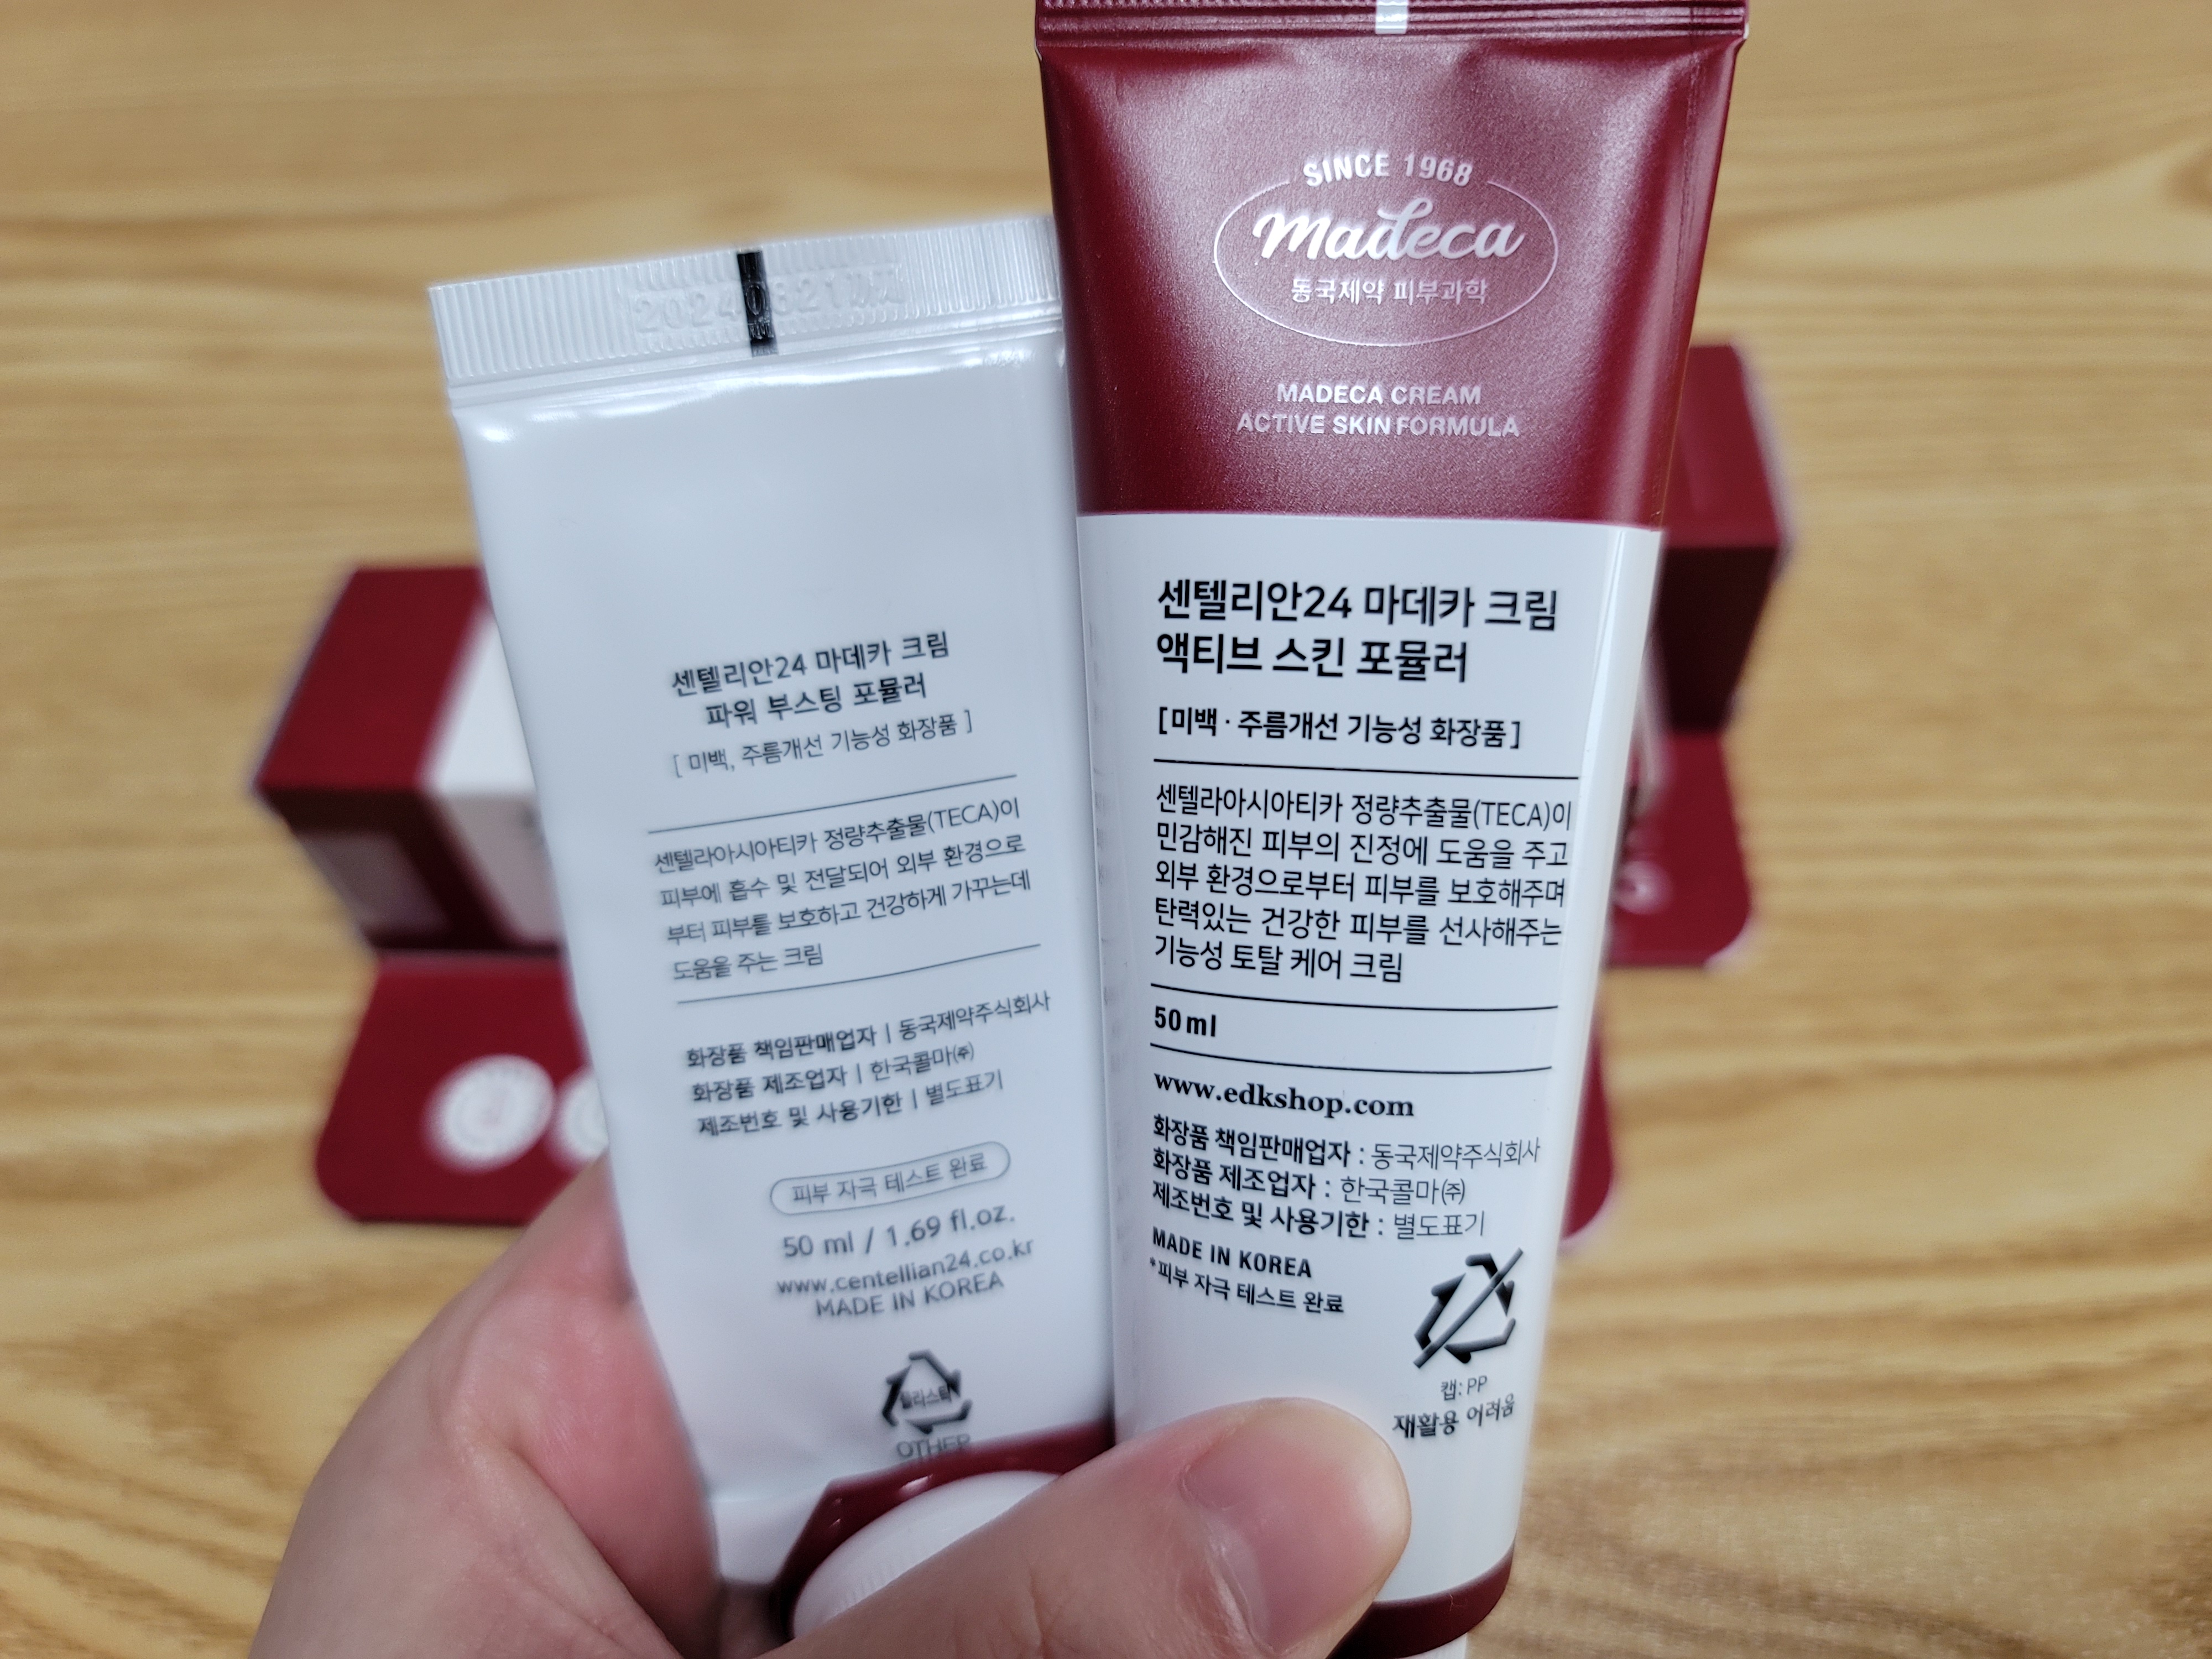 센텔리안24 마데카 크림
파워 부스팅 포뮬러
[ 미백, 주름개선 기능성 화장품 ]
센텔라아시아티카 정량추출물(TECA)이
피부에 흡수 및 전달되어 외부 환경으로
부터 피부를 보호하고 건강하게 가꾸는데
도움을 주는 크림
화장품 책임판매업자 | 동국제약주식회사
화장품 제조업자 | 한국콜마㈜
제조번호 및 사용기한 | 별도표기
피부 자극 테스트 완료
50 ml / 1.69 fl.oz.
www.centellian24.co.kr
MADE IN KOREA
플라스틱
OTHER
SINCE 1968
Madeca
동국제약 피부과학
MADECA CREAM
ACTIVE SKIN FORMULA
센텔리안24 마데카 크림
액티브 스킨 포뮬러
[미백 · 주름개선 기능성 화장품]
센텔라아시아티카 정량추출물(TECA)이
민감해진 피부의 진정에 도움을 주고
외부 환경으로부터 피부를 보호해주며
탄력있는 건강한 피부를 선사해주는
기능성 토탈 케어 크림
50ml
www.edkshop.com
화장품 책임판매업자 : 동국제약주식회사
화장품 제조업자 : 한국콜마㈜
제조번호 및 사용기한 : 별도표기
MADE IN KOREA
*피부 자극 테스트 완료
캡: PP
재활용 어려움